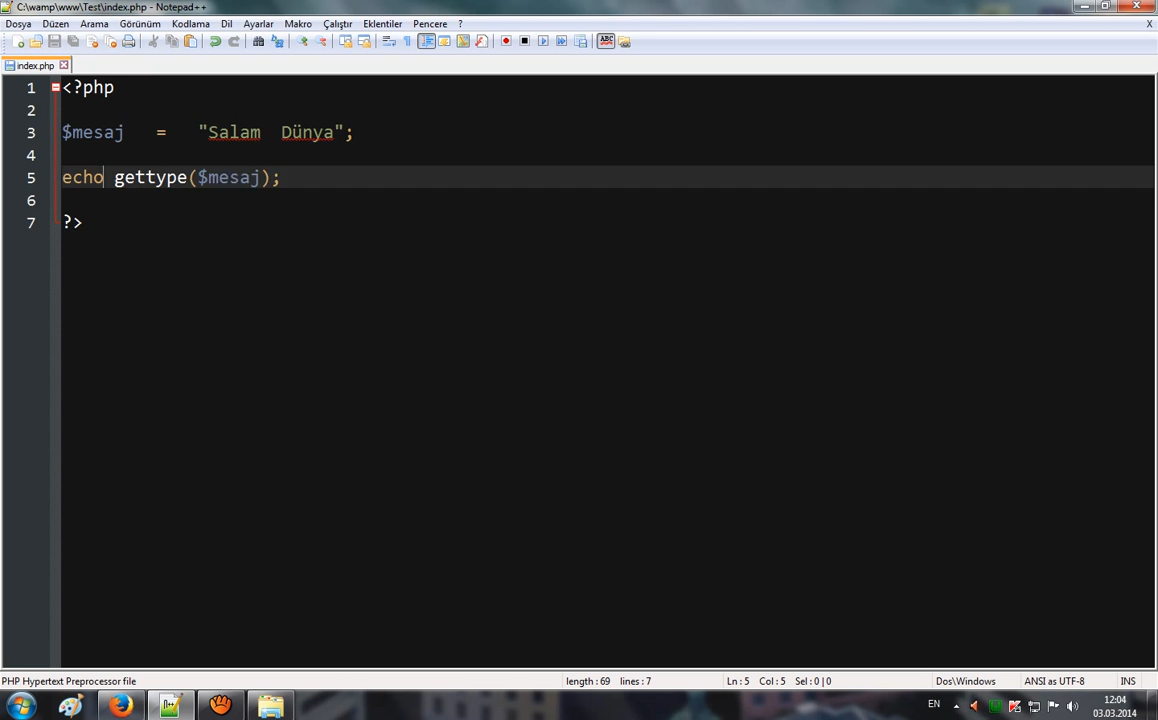 C:\wamp\www\Test\index.php - Notepad++
Dosya Düzen Arama Görünüm Kodlama Dil Ayarlar Makro Çalıştır Eklentiler Pencere ? X
index.php
1 <?php
2
3 $mesaj = "Salam Dünya";
4
5 echo gettype($mesaj);
6
7 ?>
PHP Hypertext Preprocessor file length : 69 lines : 7 Ln : 5 Col : 5 Sel : 0 | 0 Dos\Windows ANSI as UTF-8 INS
EN 12:04
03.03.2014